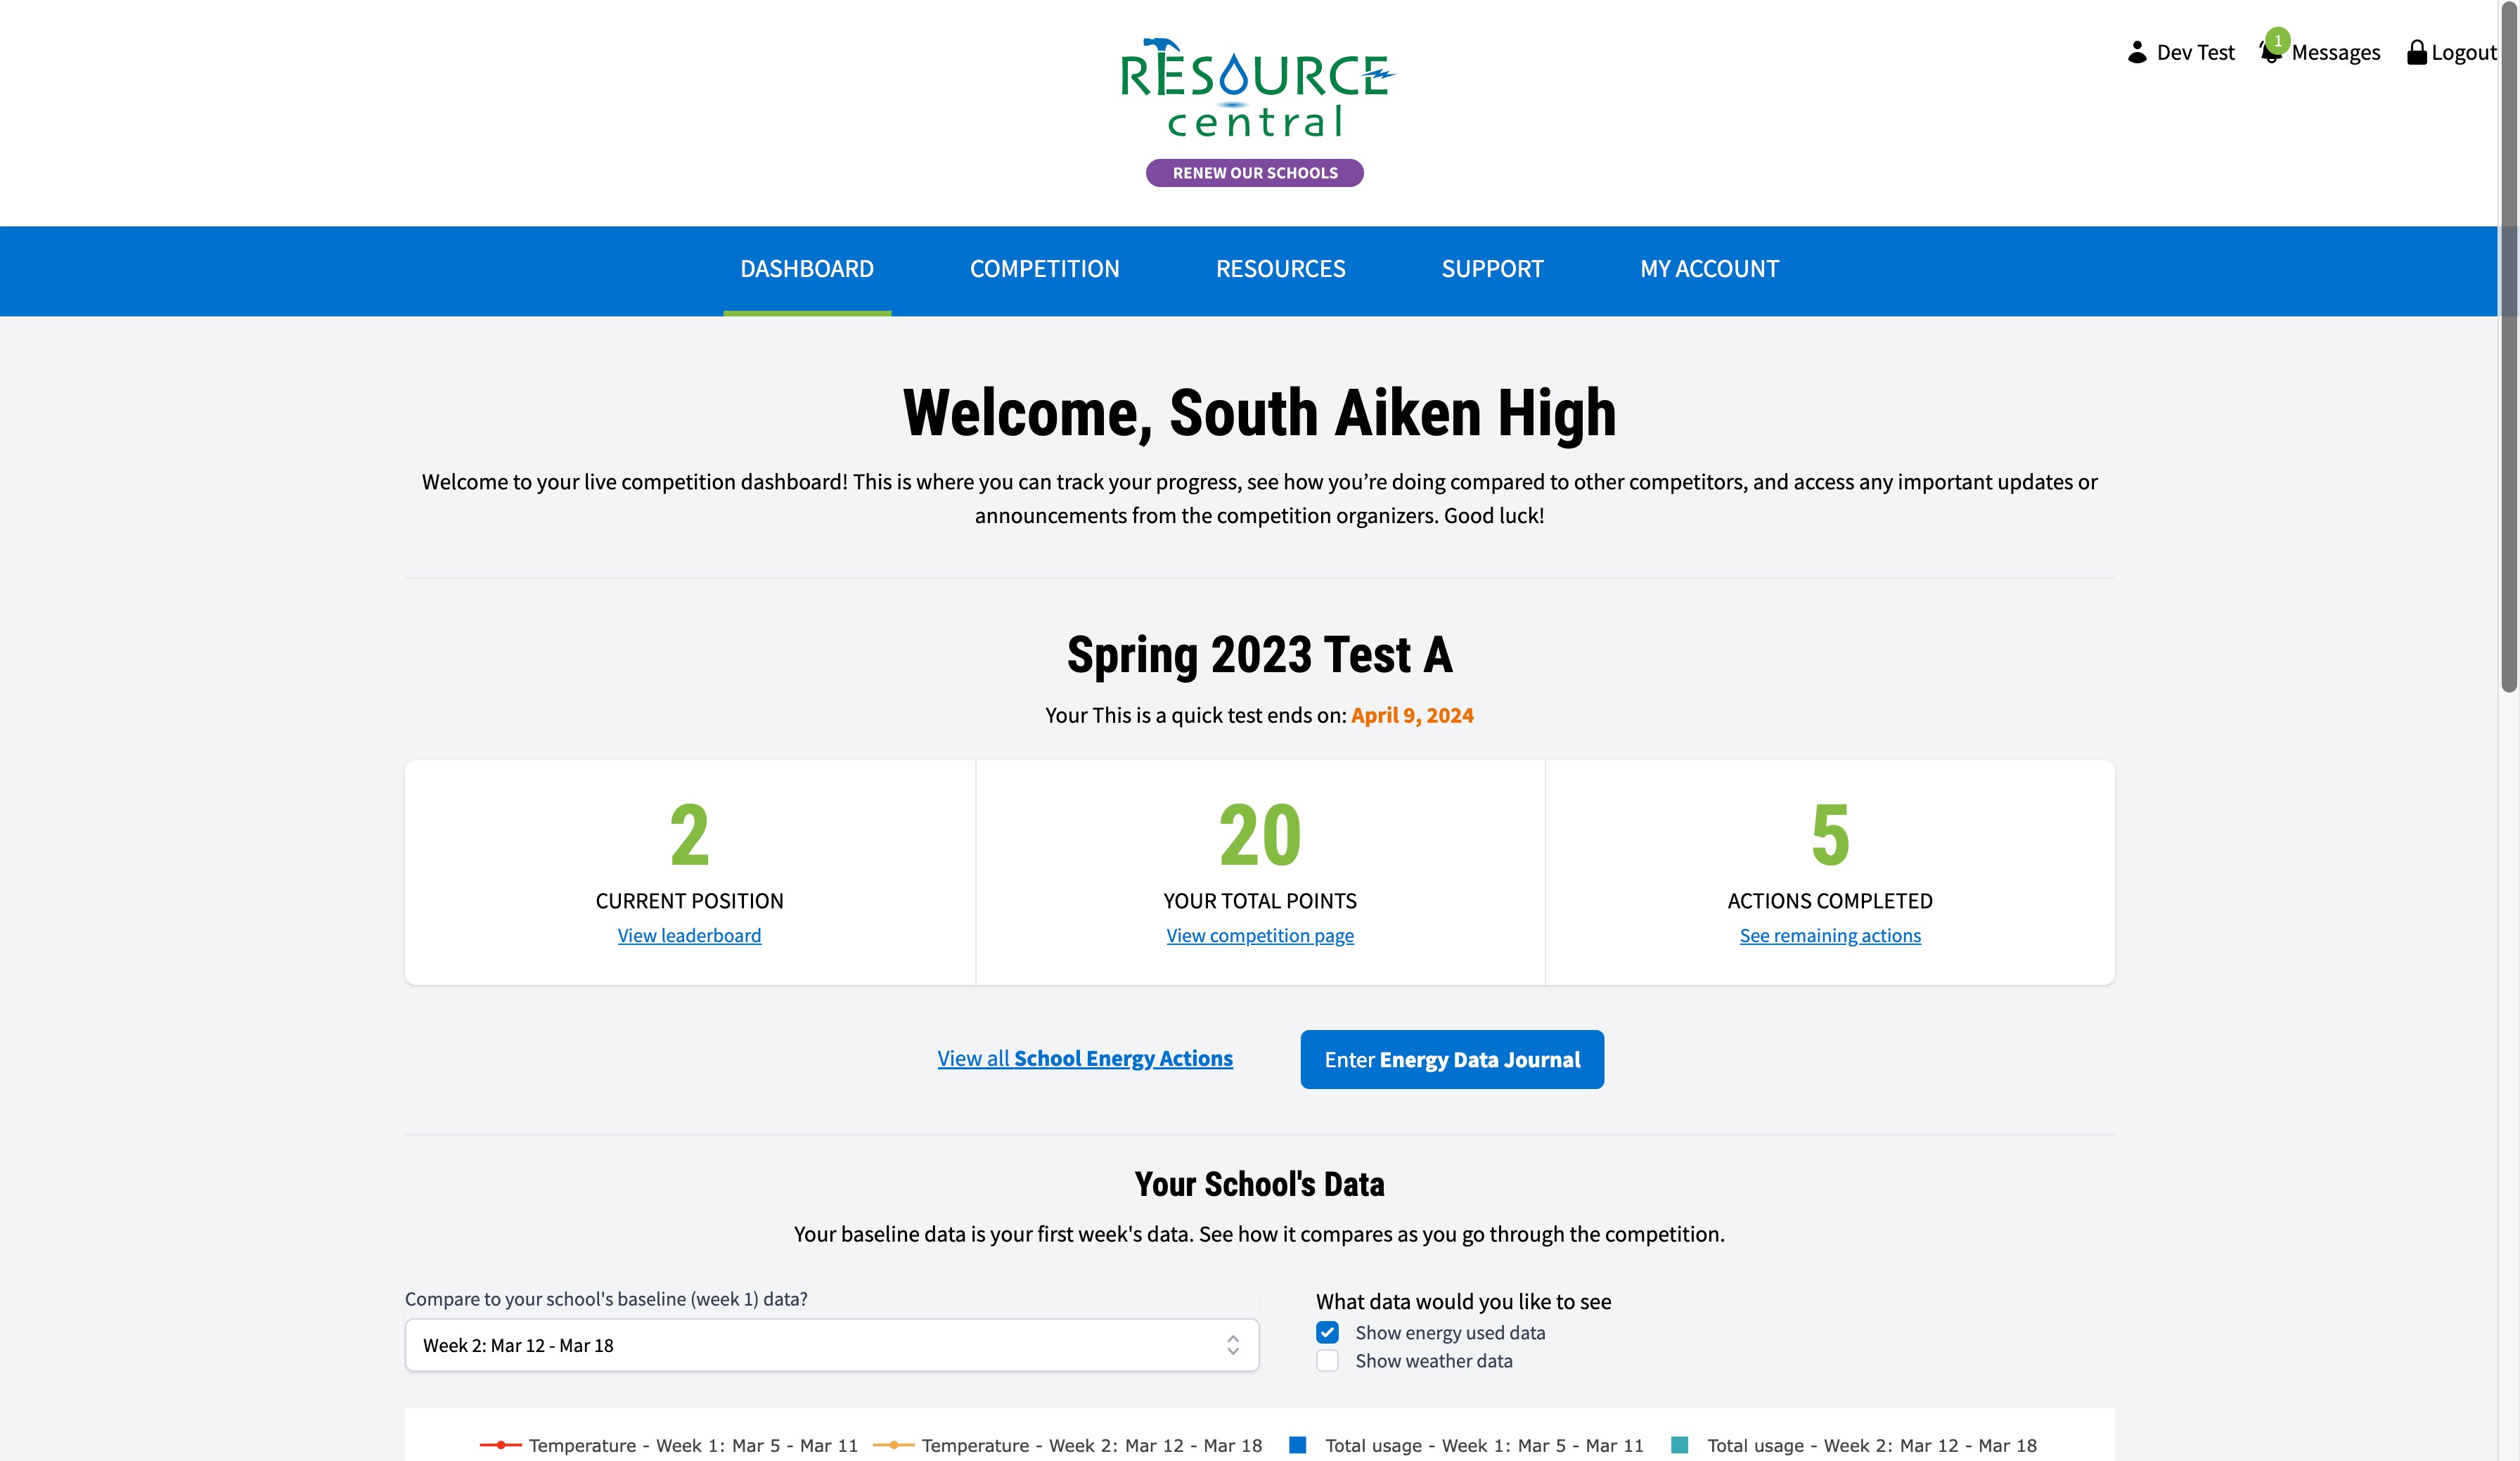 RESOURCE
central
RENEW OUR SCHOOLS
Dev Test
1
Messages
Logout
DASHBOARD
COMPETITION
RESOURCES
SUPPORT
MY ACCOUNT
Welcome, South Aiken High
Welcome to your live competition dashboard! This is where you can track your progress, see how you’re doing compared to other competitors, and access any important updates or
announcements from the competition organizers. Good luck!
Spring 2023 Test A
Your This is a quick test ends on: April 9, 2024
2
CURRENT POSITION
View leaderboard
20
YOUR TOTAL POINTS
View competition page
5
ACTIONS COMPLETED
See remaining actions
View all School Energy Actions
Enter Energy Data Journal
Your School's Data
Your baseline data is your first week's data. See how it compares as you go through the competition.
Compare to your school's baseline (week 1) data?
Week 2: Mar 12 - Mar 18
What data would you like to see
Show energy used data
Show weather data
Temperature - Week 1: Mar 5 - Mar 11
Temperature - Week 2: Mar 12 - Mar 18
Total usage - Week 1: Mar 5 - Mar 11
Total usage - Week 2: Mar 12 - Mar 18